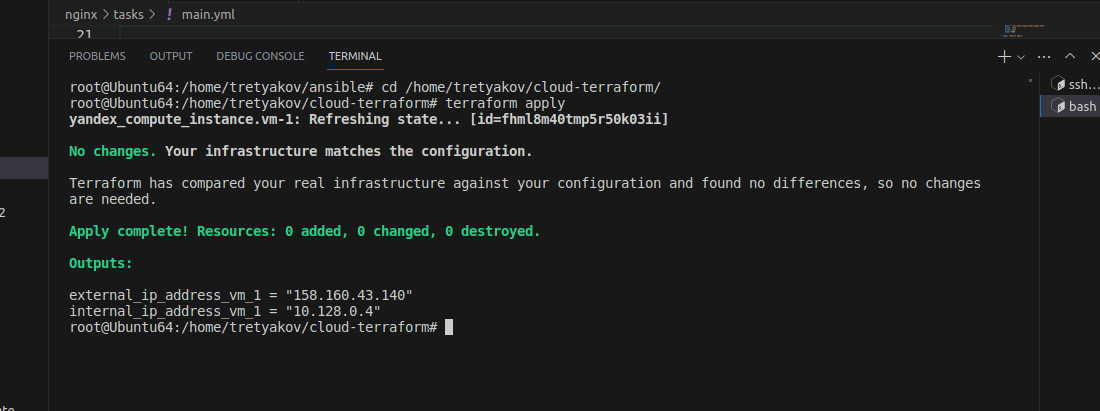 nginx > tasks > ! main.yml
21
PROBLEMS OUTPUT DEBUG CONSOLE TERMINAL
root@Ubuntu64:/home/tretyakov/ansible# cd /home/tretyakov/cloud-terraform/
root@Ubuntu64:/home/tretyakov/cloud-terraform# terraform apply
yandex_compute_instance.vm-1: Refreshing state... [id=fhml8m40tmp5r50k03ii]
No changes. Your infrastructure matches the configuration.
Terraform has compared your real infrastructure against your configuration and found no differences, so no changes
are needed.
Apply complete! Resources: 0 added, 0 changed, 0 destroyed.
Outputs:
external_ip_address_vm_1 = "158.160.43.140"
internal_ip_address_vm_1 = "10.128.0.4"
root@Ubuntu64:/home/tretyakov/cloud-terraform#
ssh...
bash
2